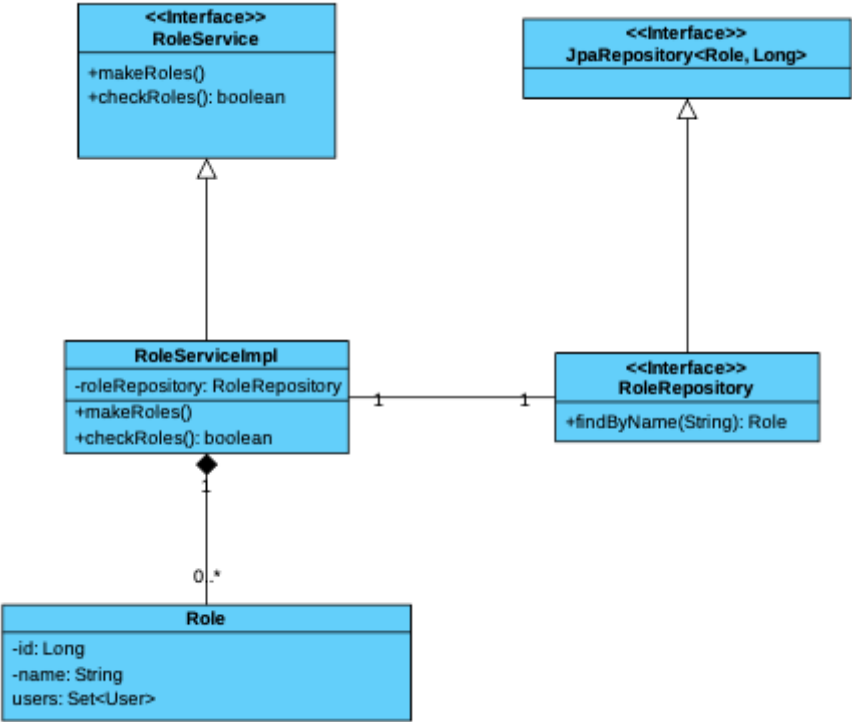 <<Interface>>
RoleService
+makeRoles()
+checkRoles(): boolean
<<Interface>>
JpaRepository<Role, Long>
RoleServiceImpl
-roleRepository: RoleRepository
+makeRoles()
+checkRoles(): boolean
1
1
<<Interface>>
RoleRepository
+findByName(String): Role
1
0..*
Role
-id: Long
-name: String
users: Set<User>